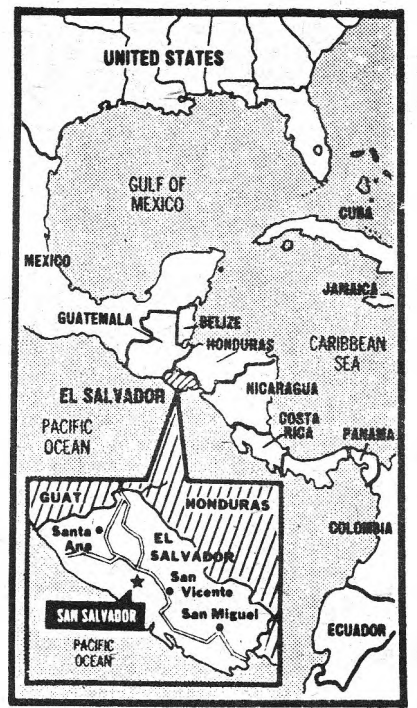 UNITED STATES
GULF OF
MEXICO
CUBA
MEXICO
JAMAICA
GUATEMALA
BELIZE
HONDURAS
CARIBBEAN
SEA
EL SALVADOR
NICARAGUA
PACIFIC
OCEAN
COSTA
RICA
PANAMA
GUAT
HONDURAS
COLOMBIA
Santa
Ana
EL
SALVADOR
San
Vicente
SAN SALVADOR
San Miguel
PACIFIC
OCEAN
ECUADOR